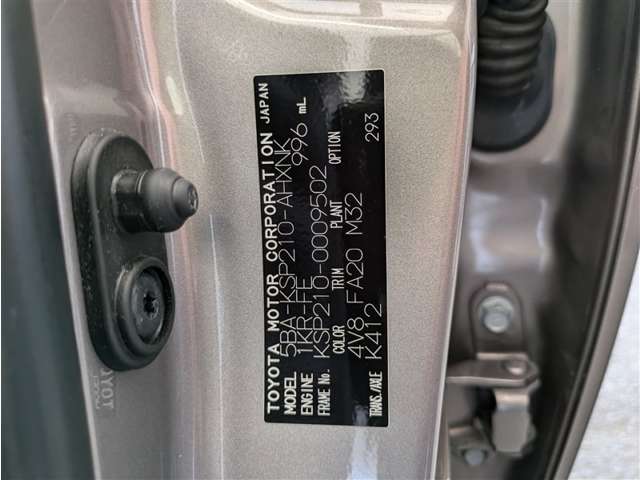 TOYOTA MOTOR CORPORATION JAPAN
MODEL 5BA-KSP210-AHXNK
ENGINE 1KR-FE 996 mL
FRAME No. KSP210-0009502
COLOR TRIM PLANT OPTION
4V8 FA20 M32 293
TRANS./AXLE K412
TOYOT